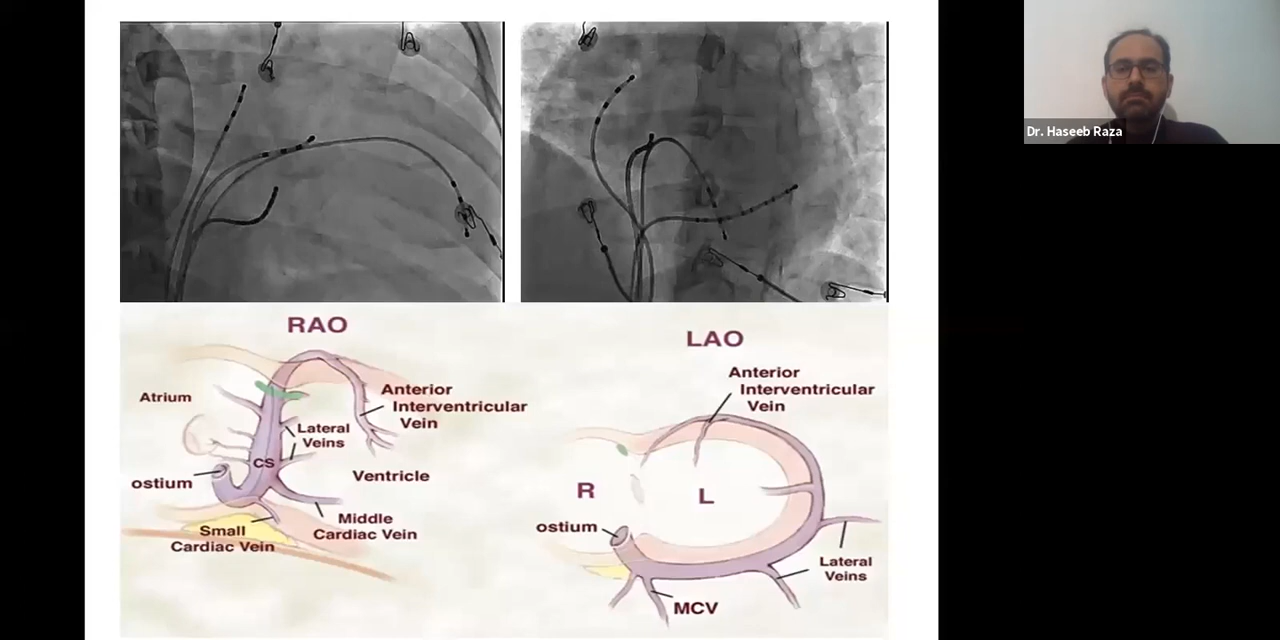 Dr. Haseeb Raza
RAO
Atrium
Anterior
Interventricular
Vein
Lateral
Veins
CS
ostium
Ventricle
Middle
Cardiac Vein
Small
Cardiac Vein
LAO
Anterior
Interventricular
Vein
R
L
ostium
Lateral
Veins
MCV